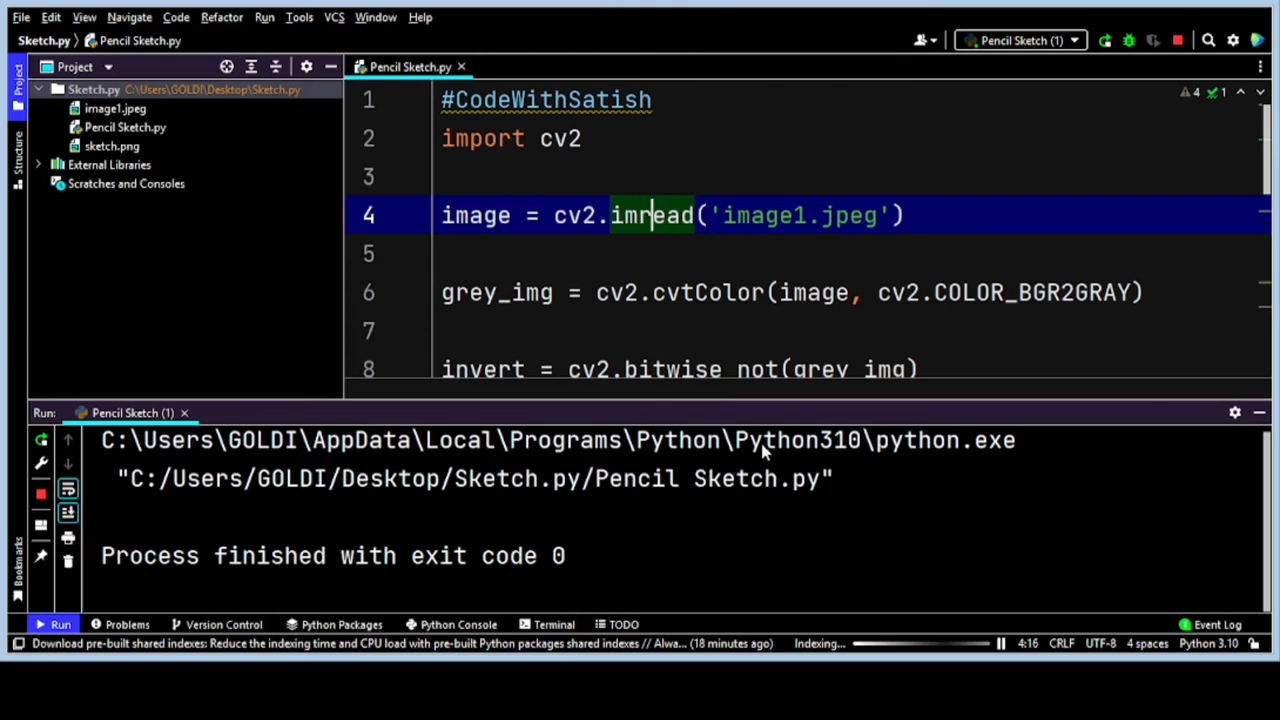 File Edit View Navigate Code Refactor Run Tools VCS Window Help
Sketch.py Pencil Sketch.py Pencil Sketch (1)
Project Pencil Sketch.py
Sketch.py C:\Users\GOLDI\Desktop\Sketch.py
image1.jpeg
Pencil Sketch.py
sketch.png
External Libraries
Scratches and Consoles
Project
Structure
Bookmarks
4 1
1 #CodeWithSatish
2 import cv2
3
4 image = cv2.imread('image1.jpeg')
5
6 grey_img = cv2.cvtColor(image, cv2.COLOR_BGR2GRAY)
7
8 invert = cv2.bitwise_not(grey_img)
Run: Pencil Sketch (1)
C:\Users\GOLDI\AppData\Local\Programs\Python\Python310\python.exe
"C:/Users/GOLDI/Desktop/Sketch.py/Pencil Sketch.py"
Process finished with exit code 0
Run Problems Version Control Python Packages Python Console Terminal TODO 1 Event Log
Download pre-built shared indexes: Reduce the indexing time and CPU load with pre-built Python packages shared indexes // Alwa... (18 minutes ago) Indexing... 4:16 CRLF UTF-8 4 spaces Python 3.10